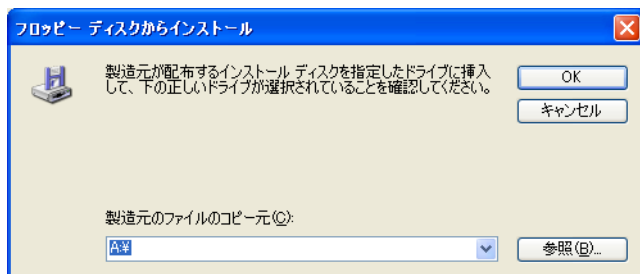 フロッピー ディスクからインストール
製造元が配布するインストール ディスクを指定したドライブに挿入
して、下の正しいドライブが選択されていることを確認してください。
OK
キャンセル
製造元のファイルのコピー元(C):
A:¥
参照(B)...